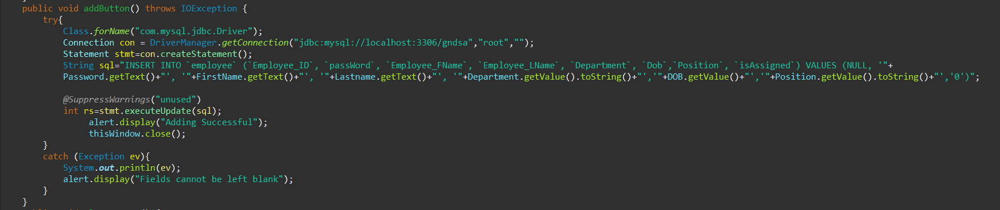 public void addButton() throws IOException {
try{
Class.forName("com.mysql.jdbc.Driver");
Connection con = DriverManager.getConnection("jdbc:mysql://localhost:3306/gndsa","root","");
Statement stmt=con.createStatement();
String sql="INSERT INTO `employee` (`Employee_ID`, `passWord`, `Employee_FName`, `Employee_LName`, `Department`, `Dob`,`Position`, `isAssigned`) VALUES (NULL, '"+
Password.getText()+"', '"+FirstName.getText()+"', '"+Lastname.getText()+"', '"+Department.getValue().toString()+"','"+DOB.getValue()+"','"+Position.getValue().toString()+"','0')";
@SuppressWarnings("unused")
int rs=stmt.executeUpdate(sql);
alert.display("Adding Successful");
thisWindow.close();
}
catch (Exception ev){
System.out.println(ev);
alert.display("Fields cannot be left blank");
}
}